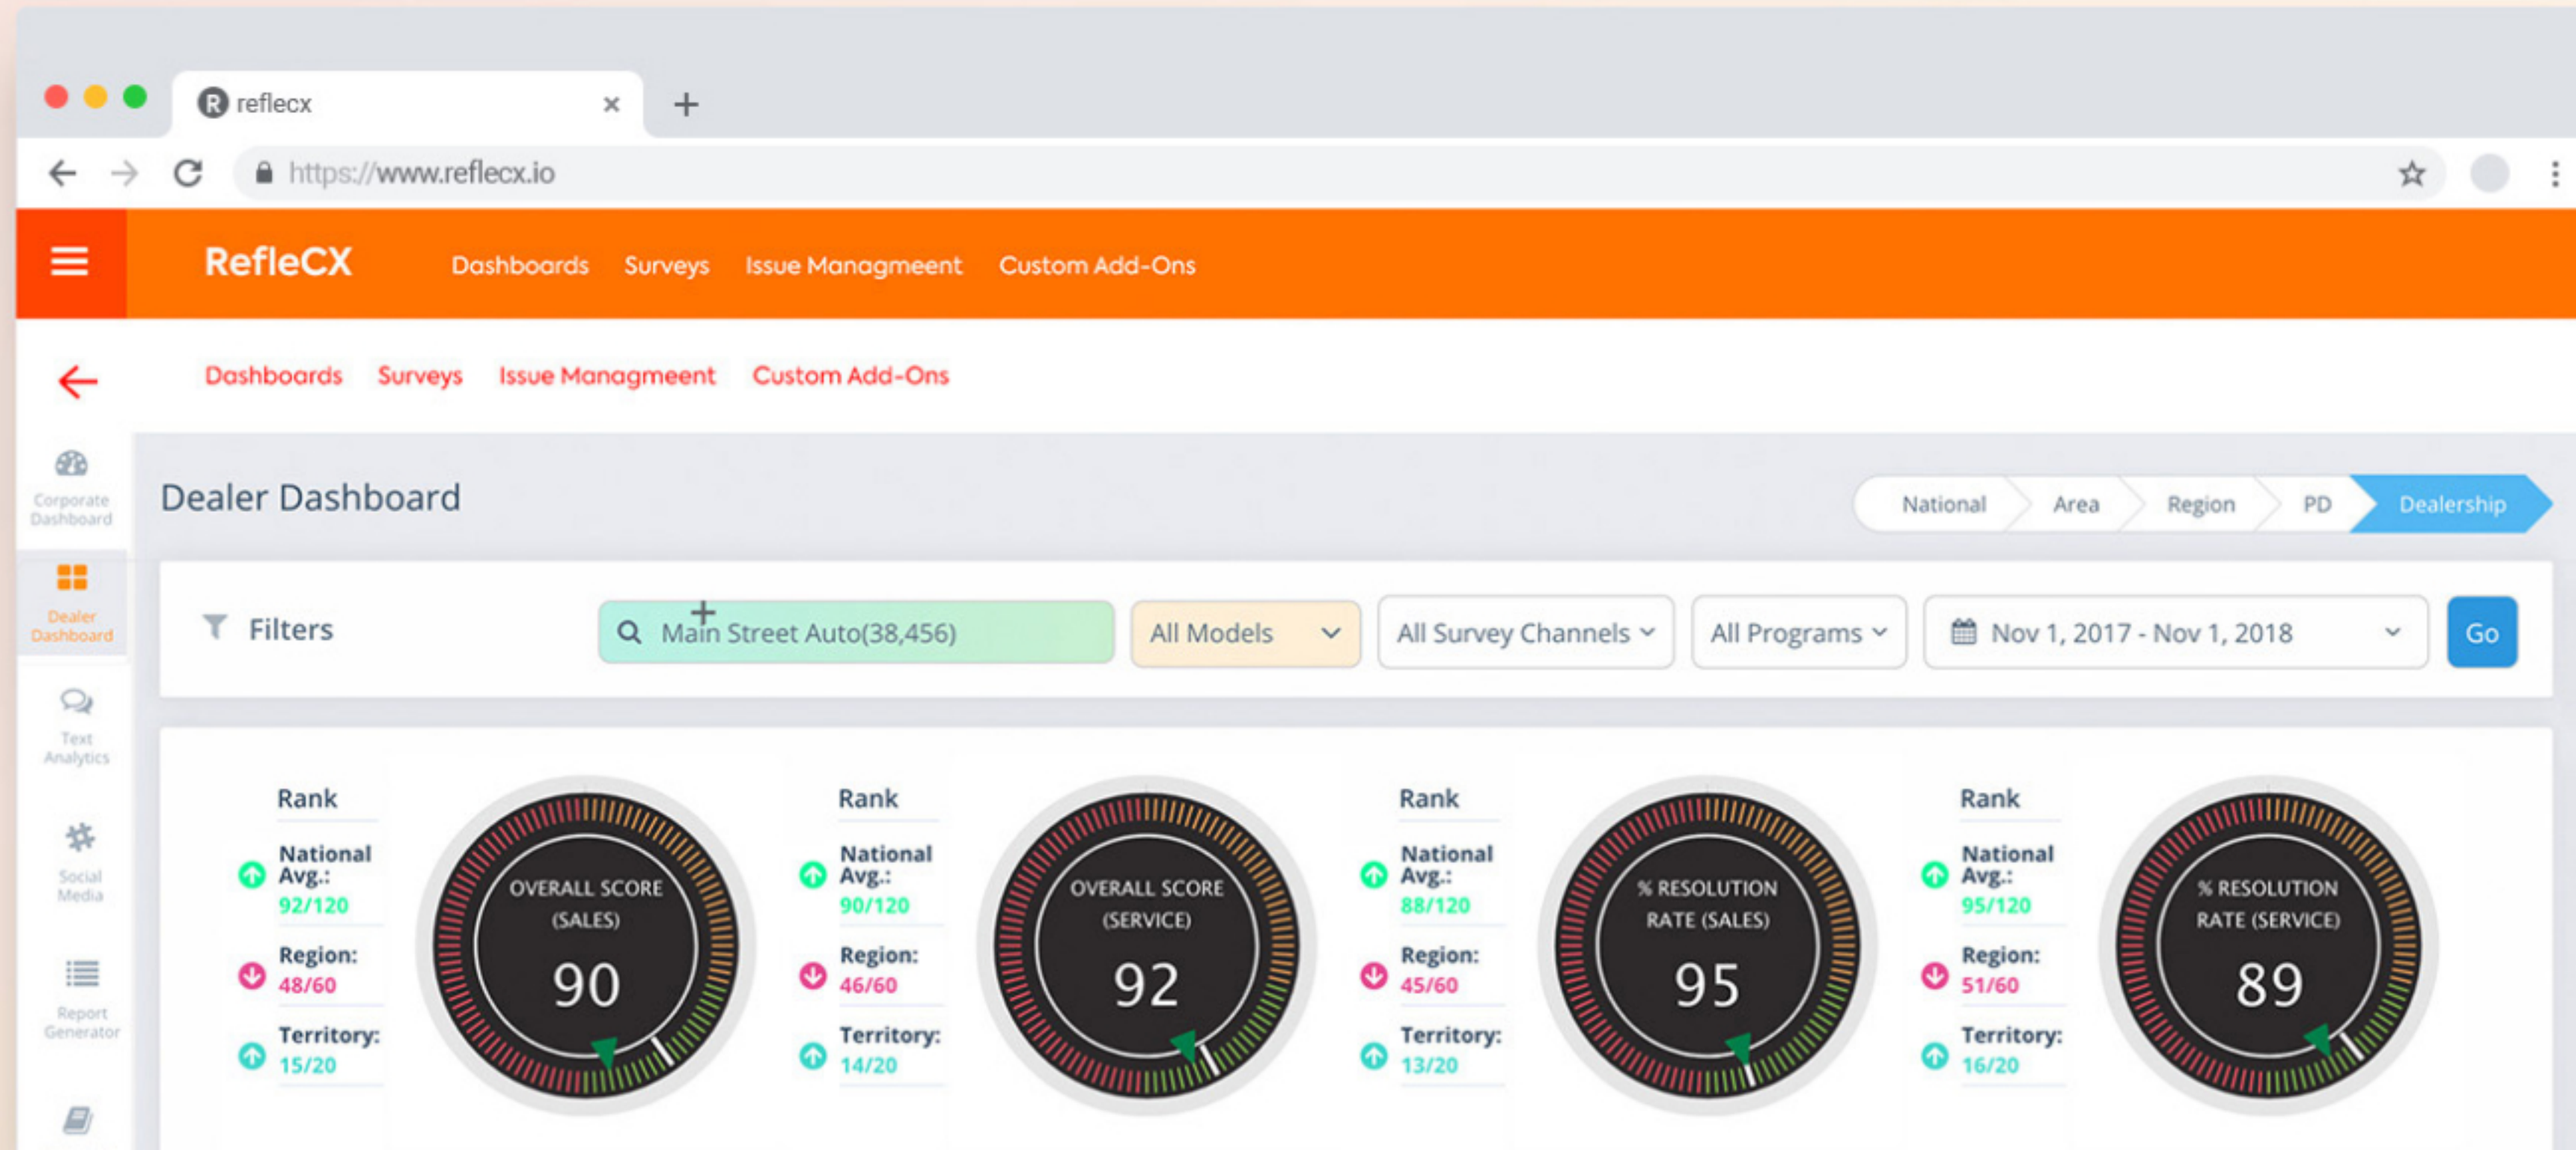 reflecx
https://www.reflecx.io
RefleCX Dashboards Surveys Issue Managmeent Custom Add-Ons
Dashboards Surveys Issue Managmeent Custom Add-Ons
Corporate
Dashboard
Dealer
Dashboard
Text
Analytics
Social
Media
Report
Generator
Dealer Dashboard
National Area Region PD Dealership
Filters
Main Street Auto(38,456)
All Models
All Survey Channels
All Programs
Nov 1, 2017 - Nov 1, 2018
Go
Rank
National
Avg.:
92/120
Region:
48/60
Territory:
15/20
OVERALL SCORE
(SALES)
90
Rank
National
Avg.:
90/120
Region:
46/60
Territory:
14/20
OVERALL SCORE
(SERVICE)
92
Rank
National
Avg.:
88/120
Region:
45/60
Territory:
13/20
% RESOLUTION
RATE (SALES)
95
Rank
National
Avg.:
95/120
Region:
51/60
Territory:
16/20
% RESOLUTION
RATE (SERVICE)
89